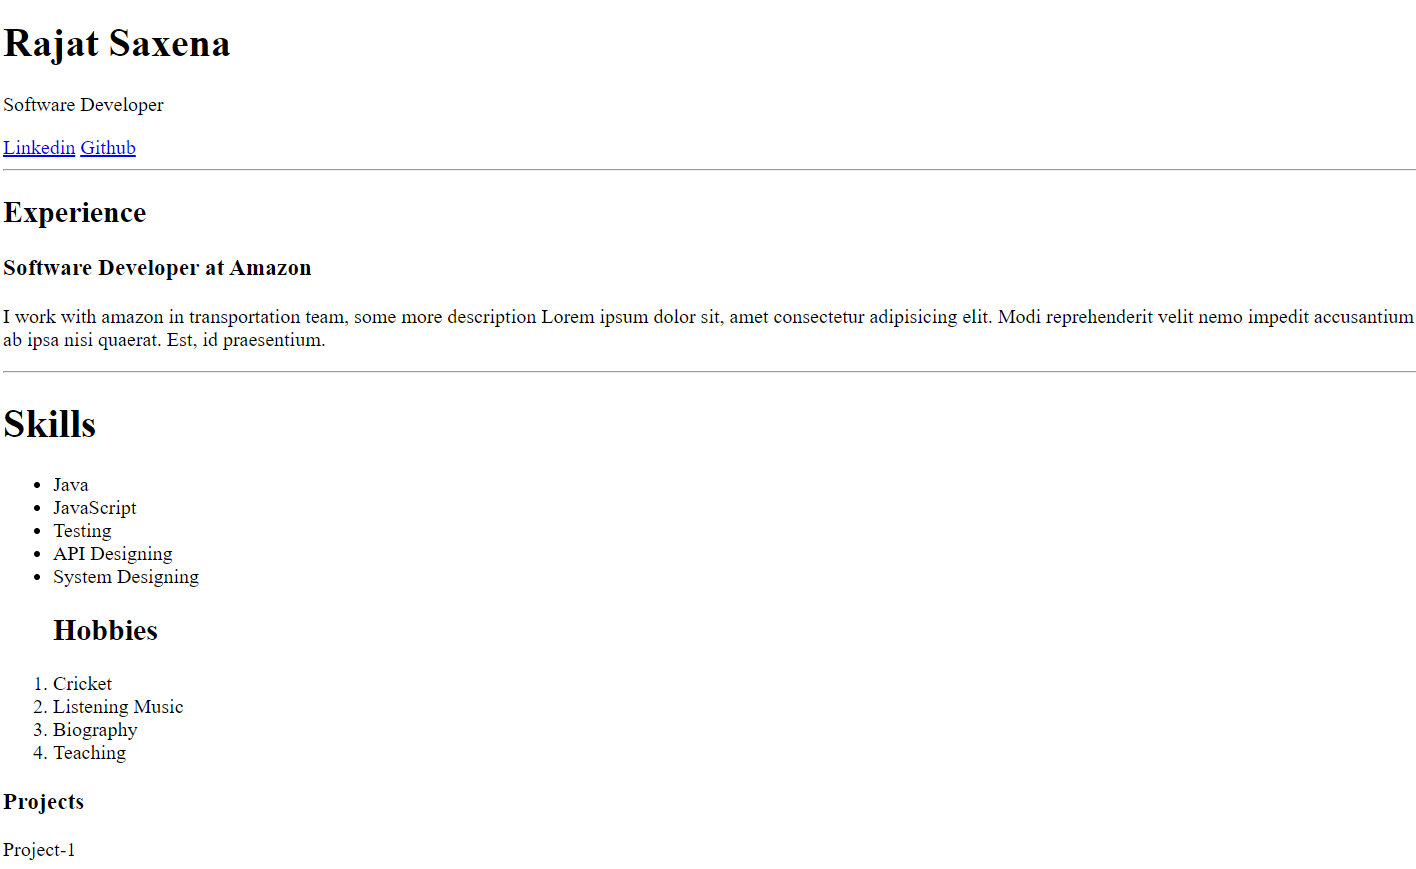 Rajat Saxena
Software Developer
Linkedin Github
Experience
Software Developer at Amazon
I work with amazon in transportation team, some more description Lorem ipsum dolor sit, amet consectetur adipisicing elit. Modi reprehenderit velit nemo impedit accusantium
ab ipsa nisi quaerat. Est, id praesentium.
Skills
• Java
• JavaScript
• Testing
• API Designing
• System Designing
Hobbies
1. Cricket
2. Listening Music
3. Biography
4. Teaching
Projects
Project-1